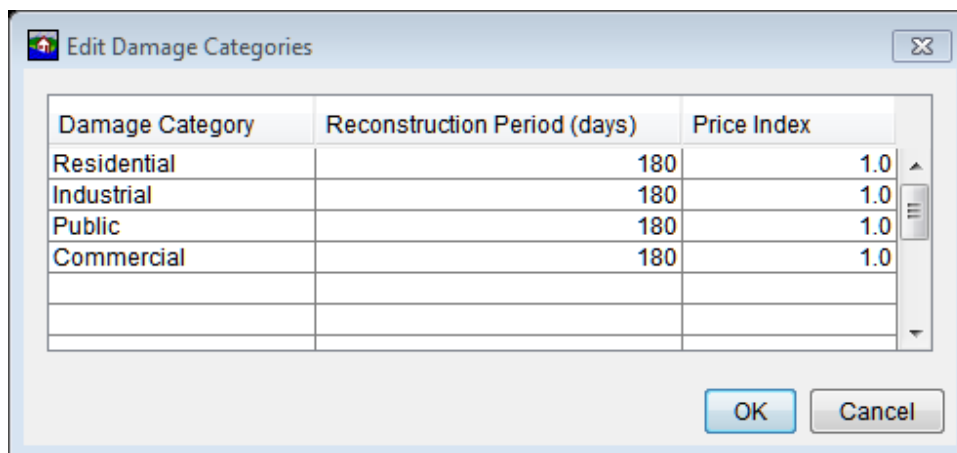 Edit Damage Categories
Damage Category Reconstruction Period (days) Price Index
Residential 180 1.0
Industrial 180 1.0
Public 180 1.0
Commercial 180 1.0
OK Cancel